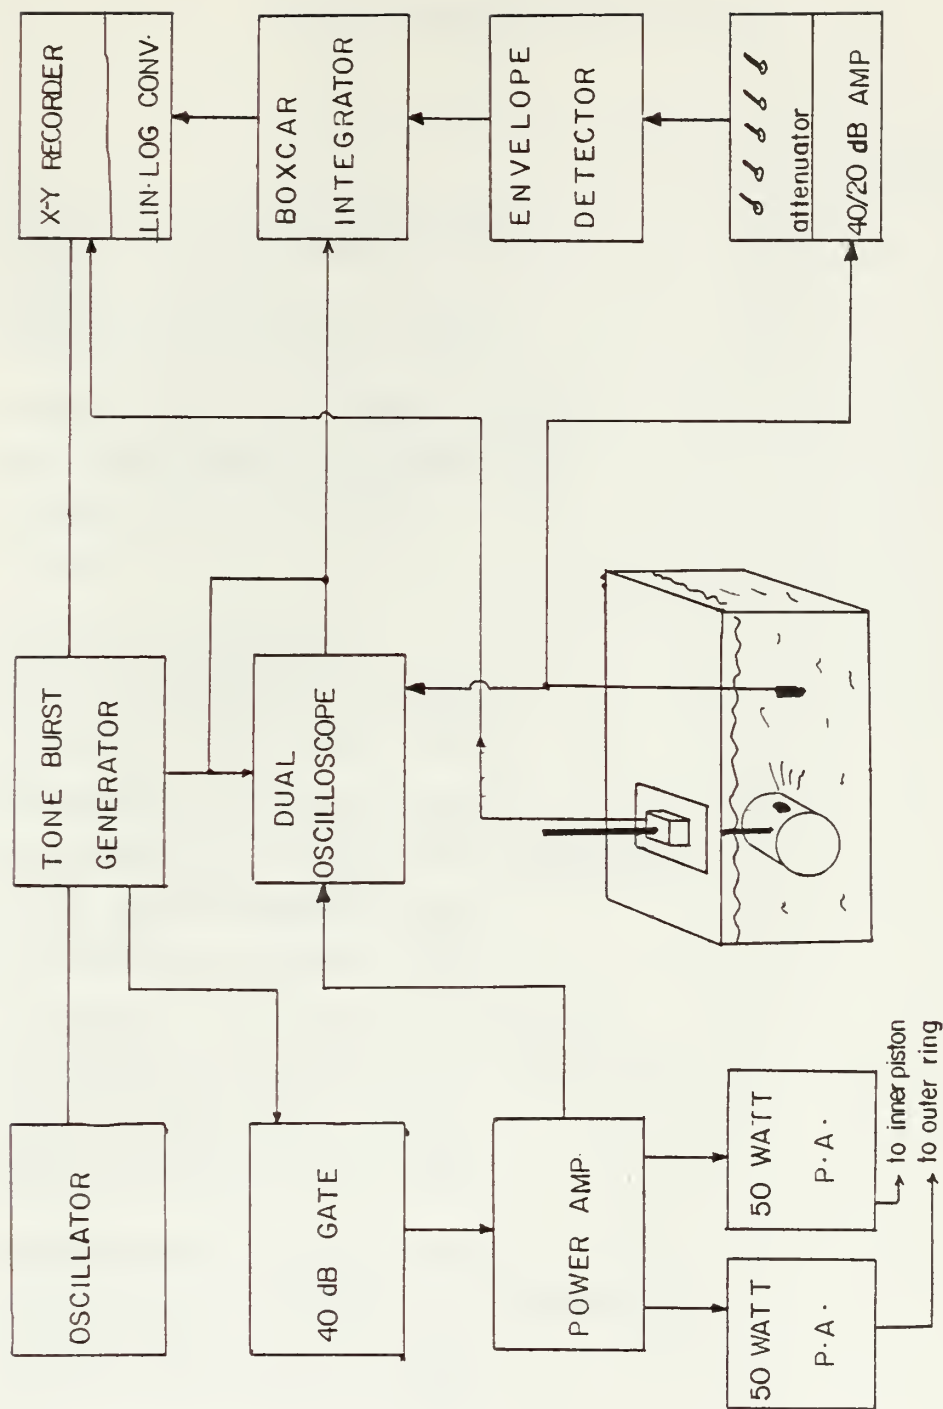 OSCILLATOR
TONE BURST
GENERATOR
X-Y RECORDER
LIN-LOG CONV.
40 dB GATE
DUAL
OSCILLOSCOPE
BOXCAR
INTEGRATOR
POWER AMP
ENVELOPE
DETECTOR
50 WATT
P.A.
50 WATT
P.A.
to inner piston
to outer ring
attenuator
40/20 dB AMP